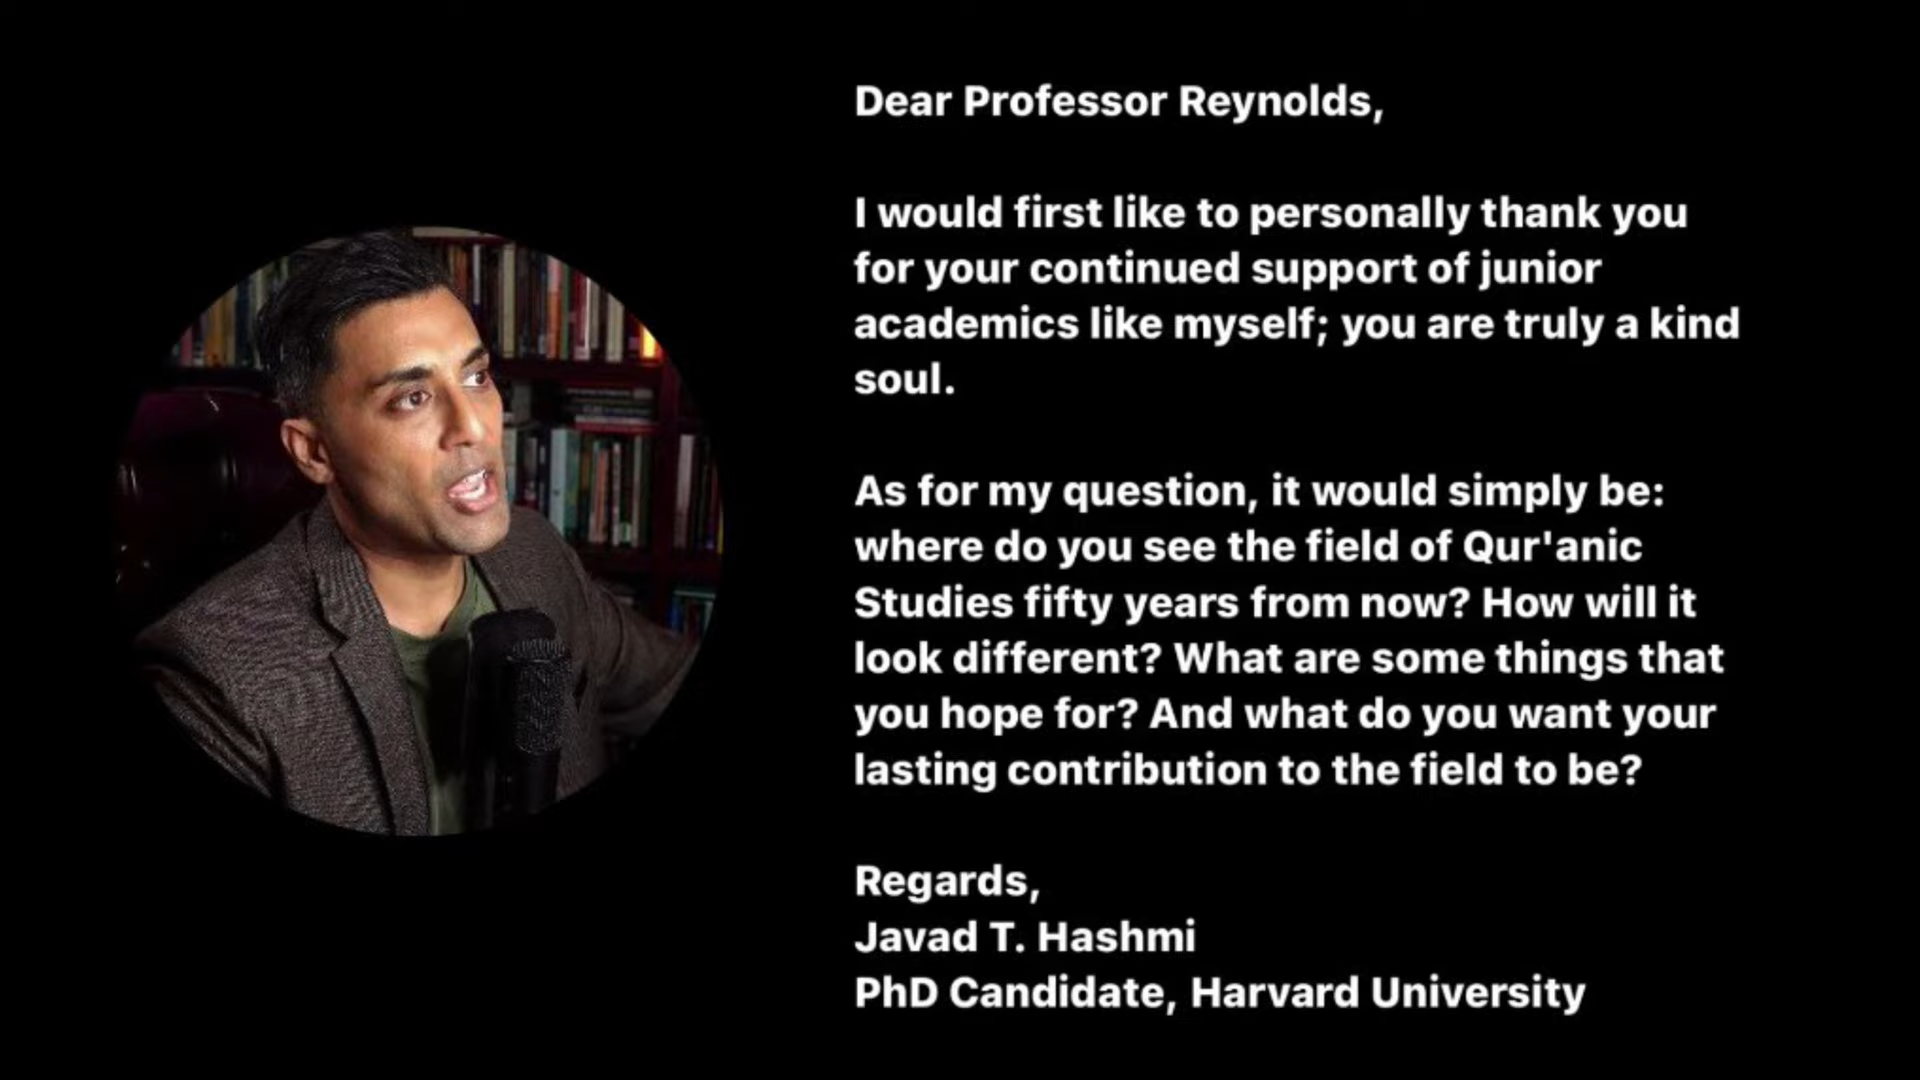 Dear Professor Reynolds,
I would first like to personally thank you
for your continued support of junior
academics like myself; you are truly a kind
soul.
As for my question, it would simply be:
where do you see the field of Qur'anic
Studies fifty years from now? How will it
look different? What are some things that
you hope for? And what do you want your
lasting contribution to the field to be?
Regards,
Javad T. Hashmi
PhD Candidate, Harvard University